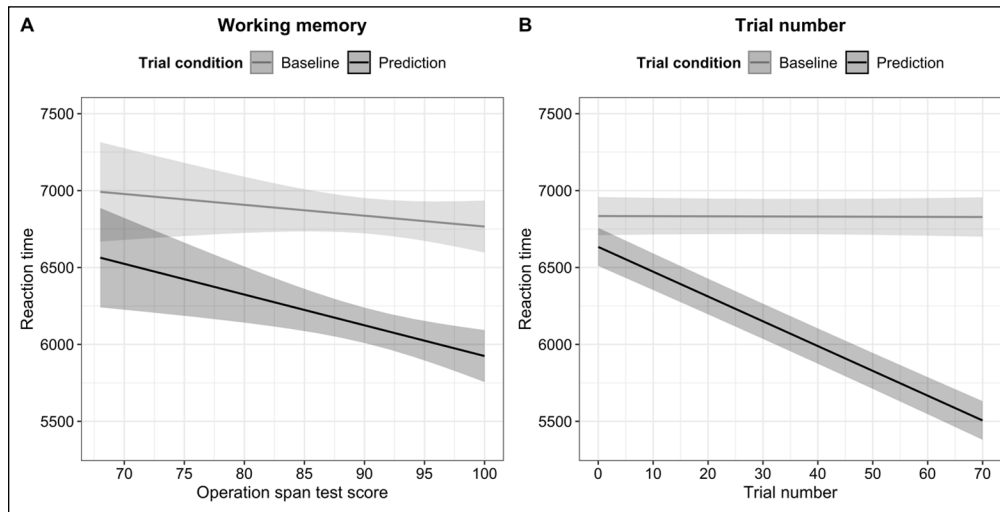 A Working memory
Trial condition Baseline Prediction
Reaction time
7500
7000
6500
6000
5500
70 75 80 85 90 95 100
Operation span test score
B Trial number
Trial condition Baseline Prediction
Reaction time
7500
7000
6500
6000
5500
0 10 20 30 40 50 60 70
Trial number